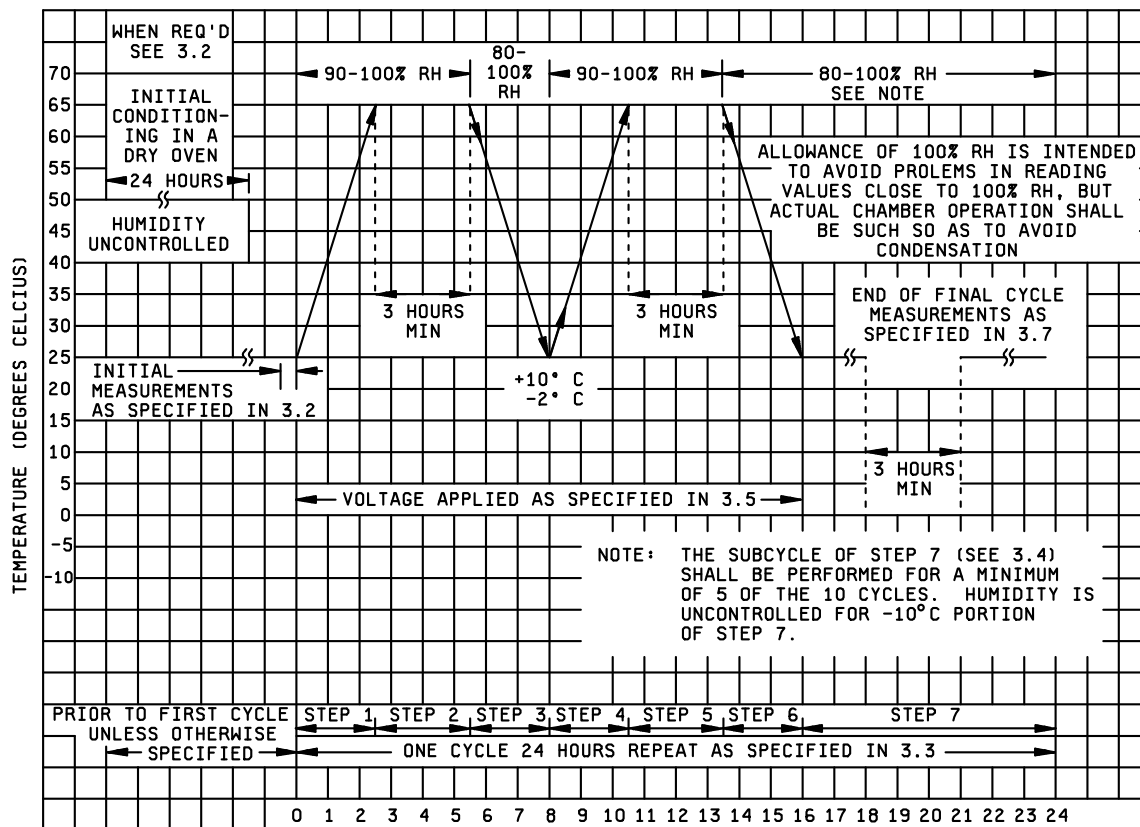 WHEN REQ'D
SEE 3.2
90-100% RH
80-
100%
RH
90-100% RH
80-100% RH
SEE NOTE
INITIAL
CONDITION-
ING IN A
DRY OVEN
24 HOURS
HUMIDITY
UNCONTROLLED
ALLOWANCE OF 100% RH IS INTENDED
TO AVOID PROLEMS IN READING
VALUES CLOSE TO 100% RH, BUT
ACTUAL CHAMBER OPERATION SHALL
BE SUCH SO AS TO AVOID
CONDENSATION
3 HOURS
MIN
3 HOURS
MIN
END OF FINAL CYCLE
MEASUREMENTS AS
SPECIFIED IN 3.7
INITIAL
MEASUREMENTS
AS SPECIFIED IN 3.2
+10° C
-2° C
3 HOURS
MIN
VOLTAGE APPLIED AS SPECIFIED IN 3.5
NOTE: THE SUBCYCLE OF STEP 7 (SEE 3.4)
SHALL BE PERFORMED FOR A MINIMUM
OF 5 OF THE 10 CYCLES. HUMIDITY IS
UNCONTROLLED FOR -10°C PORTION
OF STEP 7.
TEMPERATURE (DEGREES CELCIUS)
70
65
60
55
50
45
40
35
30
25
20
15
10
5
0
-5
-10
PRIOR TO FIRST CYCLE
UNLESS OTHERWISE
SPECIFIED
STEP 1 STEP 2 STEP 3 STEP 4 STEP 5 STEP 6 STEP 7
ONE CYCLE 24 HOURS REPEAT AS SPECIFIED IN 3.3
0 1 2 3 4 5 6 7 8 9 10 11 12 13 14 15 16 17 18 19 20 21 22 23 24